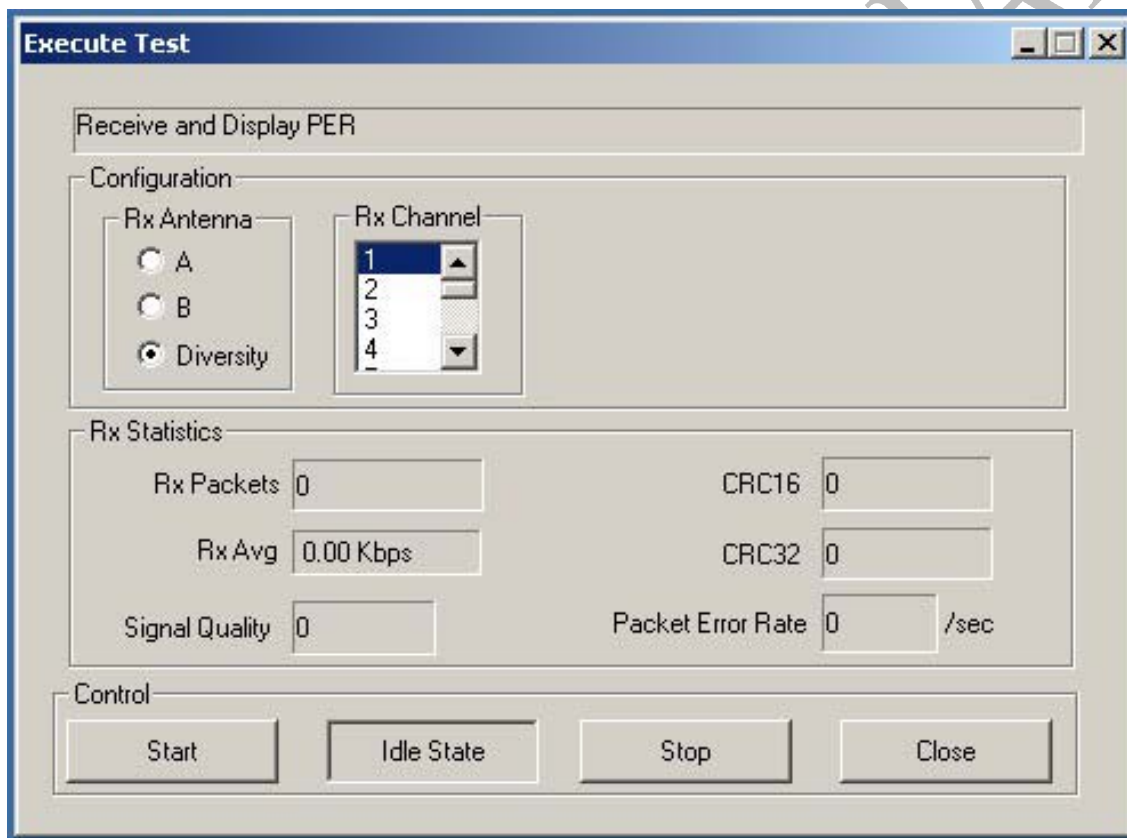 Execute Test
Receive and Display PER
Configuration
Rx Antenna
A
B
Diversity
Rx Channel
1
2
3
4
Rx Statistics
Rx Packets 0
CRC16 0
Rx Avg 0.00 Kbps
CRC32 0
Signal Quality 0
Packet Error Rate 0 /sec
Control
Start Idle State Stop Close